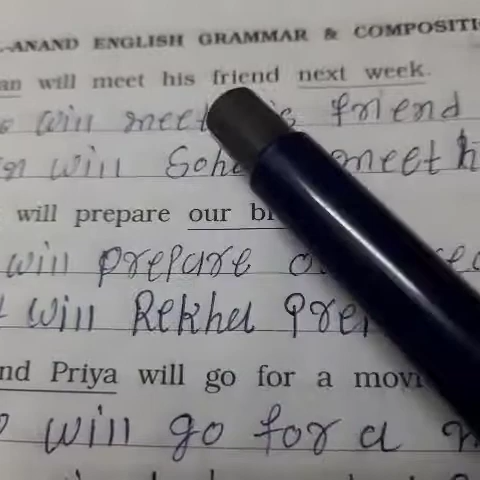 -ANAND ENGLISH GRAMMAR & COMPOSITI
an will meet his friend next week.
will meet friend
will meet
will prepare our
will prepare
will Rekha
nd Priya will go for a movi
will go for a